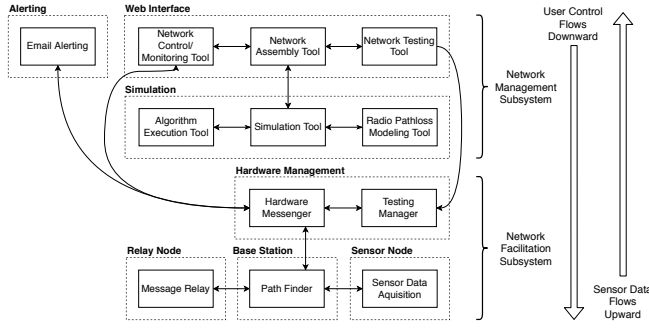 Alerting
Email Alerting
Web Interface
Network
Control/
Monitoring Tool
Network
Assembly Tool
Network Testing
Tool
Simulation
Algorithm
Execution Tool
Simulation Tool
Radio Pathloss
Modeling Tool
Hardware Management
Hardware
Messenger
Testing
Manager
Relay Node
Message Relay
Base Station
Path Finder
Sensor Node
Sensor Data
Aquisition
Network
Management
Subsystem
Network
Facilitation
Subsystem
User Control
Flows
Downward
Sensor Data
Flows
Upward